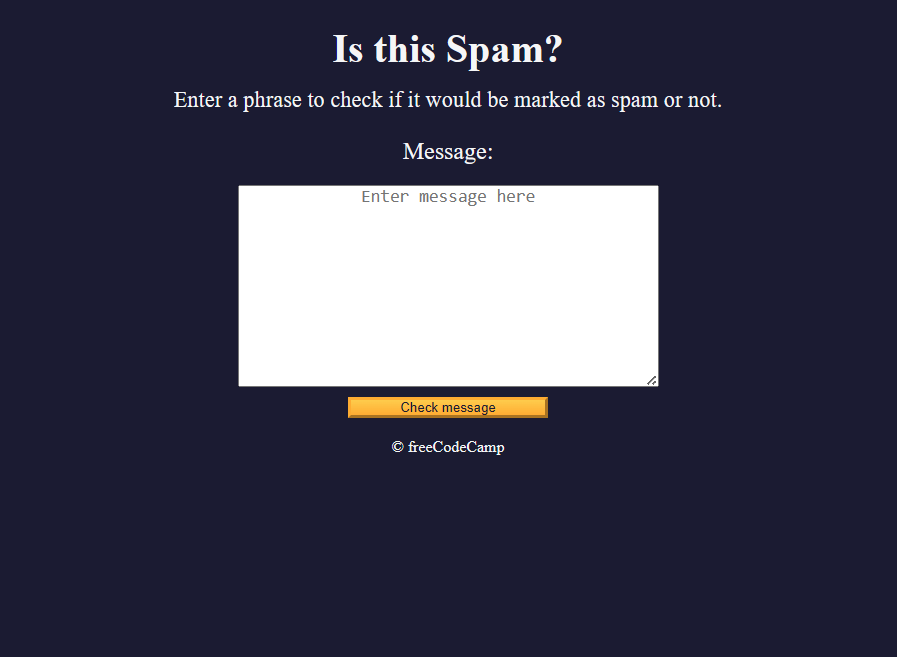 Is this Spam?
Enter a phrase to check if it would be marked as spam or not.
Message:
Enter message here
Check message
© freeCodeCamp